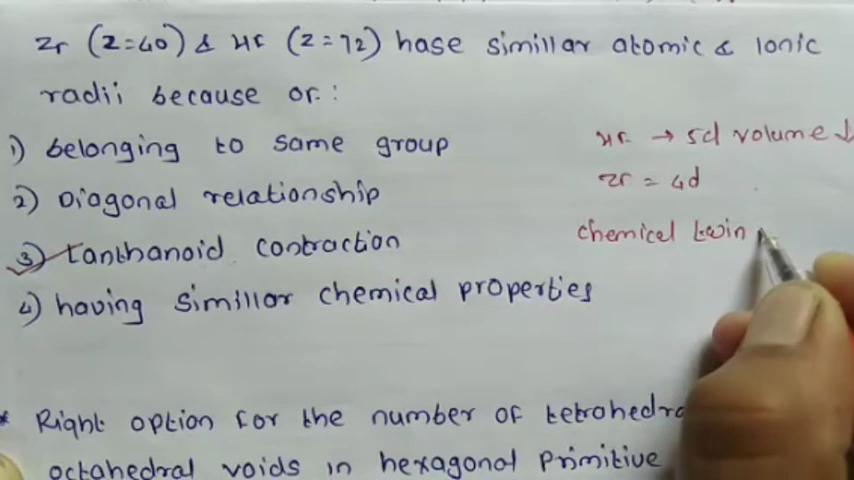 Zr (Z=40) & Hf (Z=72) hase simillar atomic & Ionic
radii because of :
1) belonging to same group
2) Diagonal relationship
3) Lanthanoid contraction
4) having simillar chemical properties
Hf → 5d volume ↓
Zr = 4d
chemical twin
* Right option for the number of tetrahedra
octahedral voids in hexagonal Primitive